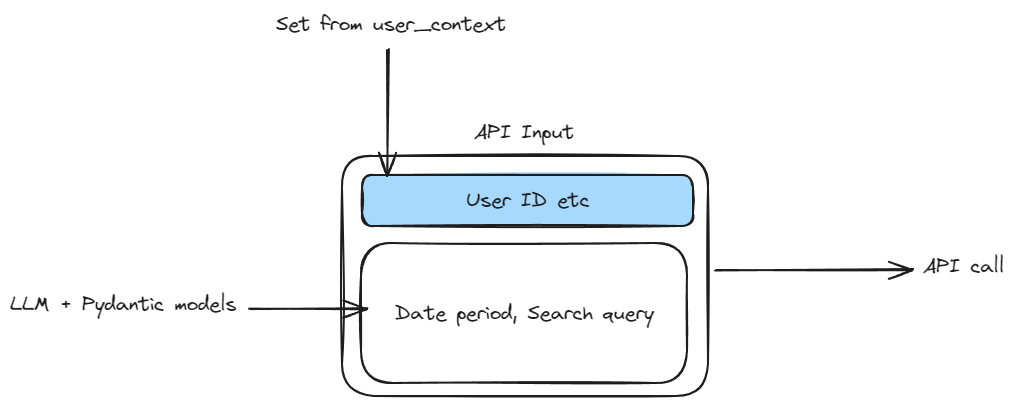 Set from user_context
API Input
User ID etc
API call
LLM + Pydantic models
Date period, Search query